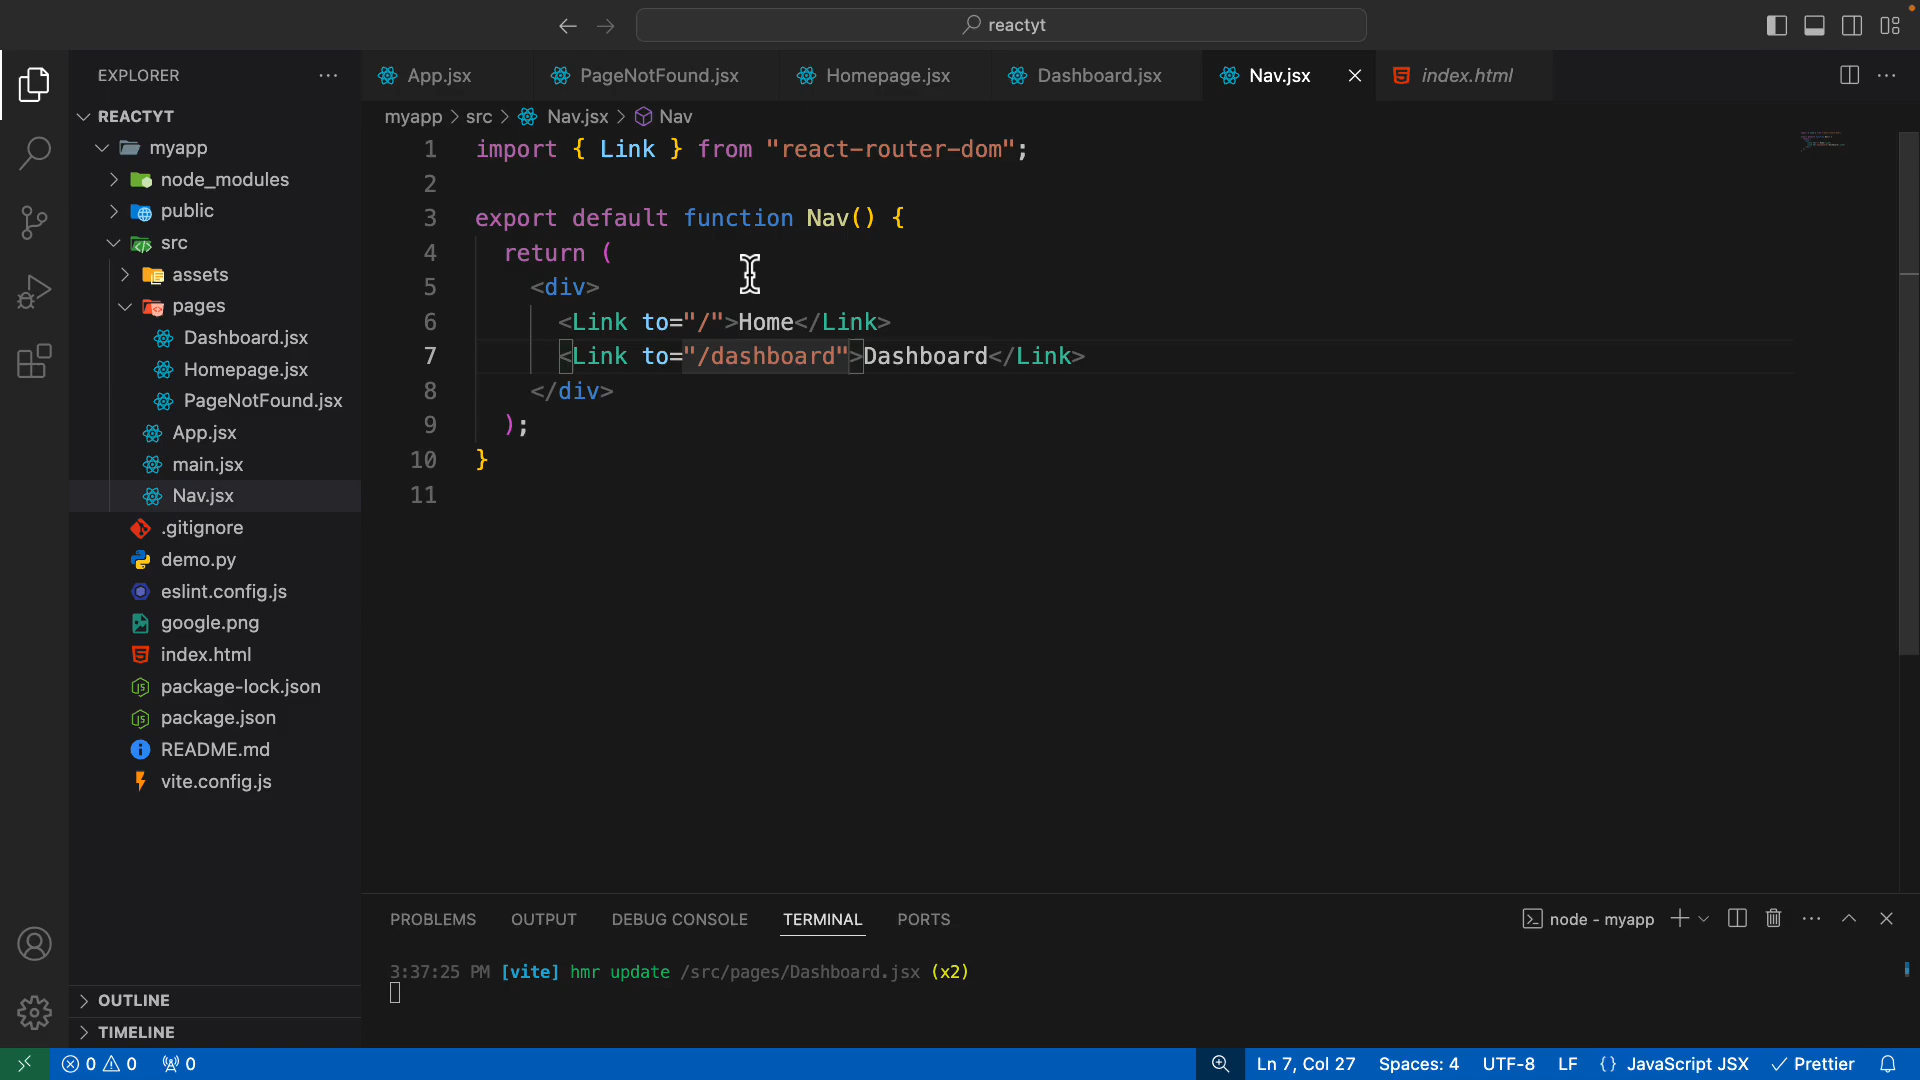 reactyt
EXPLORER
App.jsx
PageNotFound.jsx
Homepage.jsx
Dashboard.jsx
Nav.jsx
index.html
REACTYT
myapp
node_modules
public
src
assets
pages
Dashboard.jsx
Homepage.jsx
PageNotFound.jsx
App.jsx
main.jsx
Nav.jsx
.gitignore
demo.py
eslint.config.js
google.png
index.html
package-lock.json
package.json
README.md
vite.config.js
OUTLINE
TIMELINE
myapp > src > Nav.jsx > Nav
1 import { Link } from "react-router-dom";
2
3 export default function Nav() {
4 return (
5 <div>
6 <Link to="/">Home</Link>
7 <Link to="/dashboard">Dashboard</Link>
8 </div>
9 );
10 }
11
PROBLEMS OUTPUT DEBUG CONSOLE TERMINAL PORTS
node - myapp
3:37:25 PM [vite] hmr update /src/pages/Dashboard.jsx (x2)
0 0 0
Ln 7, Col 27 Spaces: 4 UTF-8 LF {} JavaScript JSX Prettier